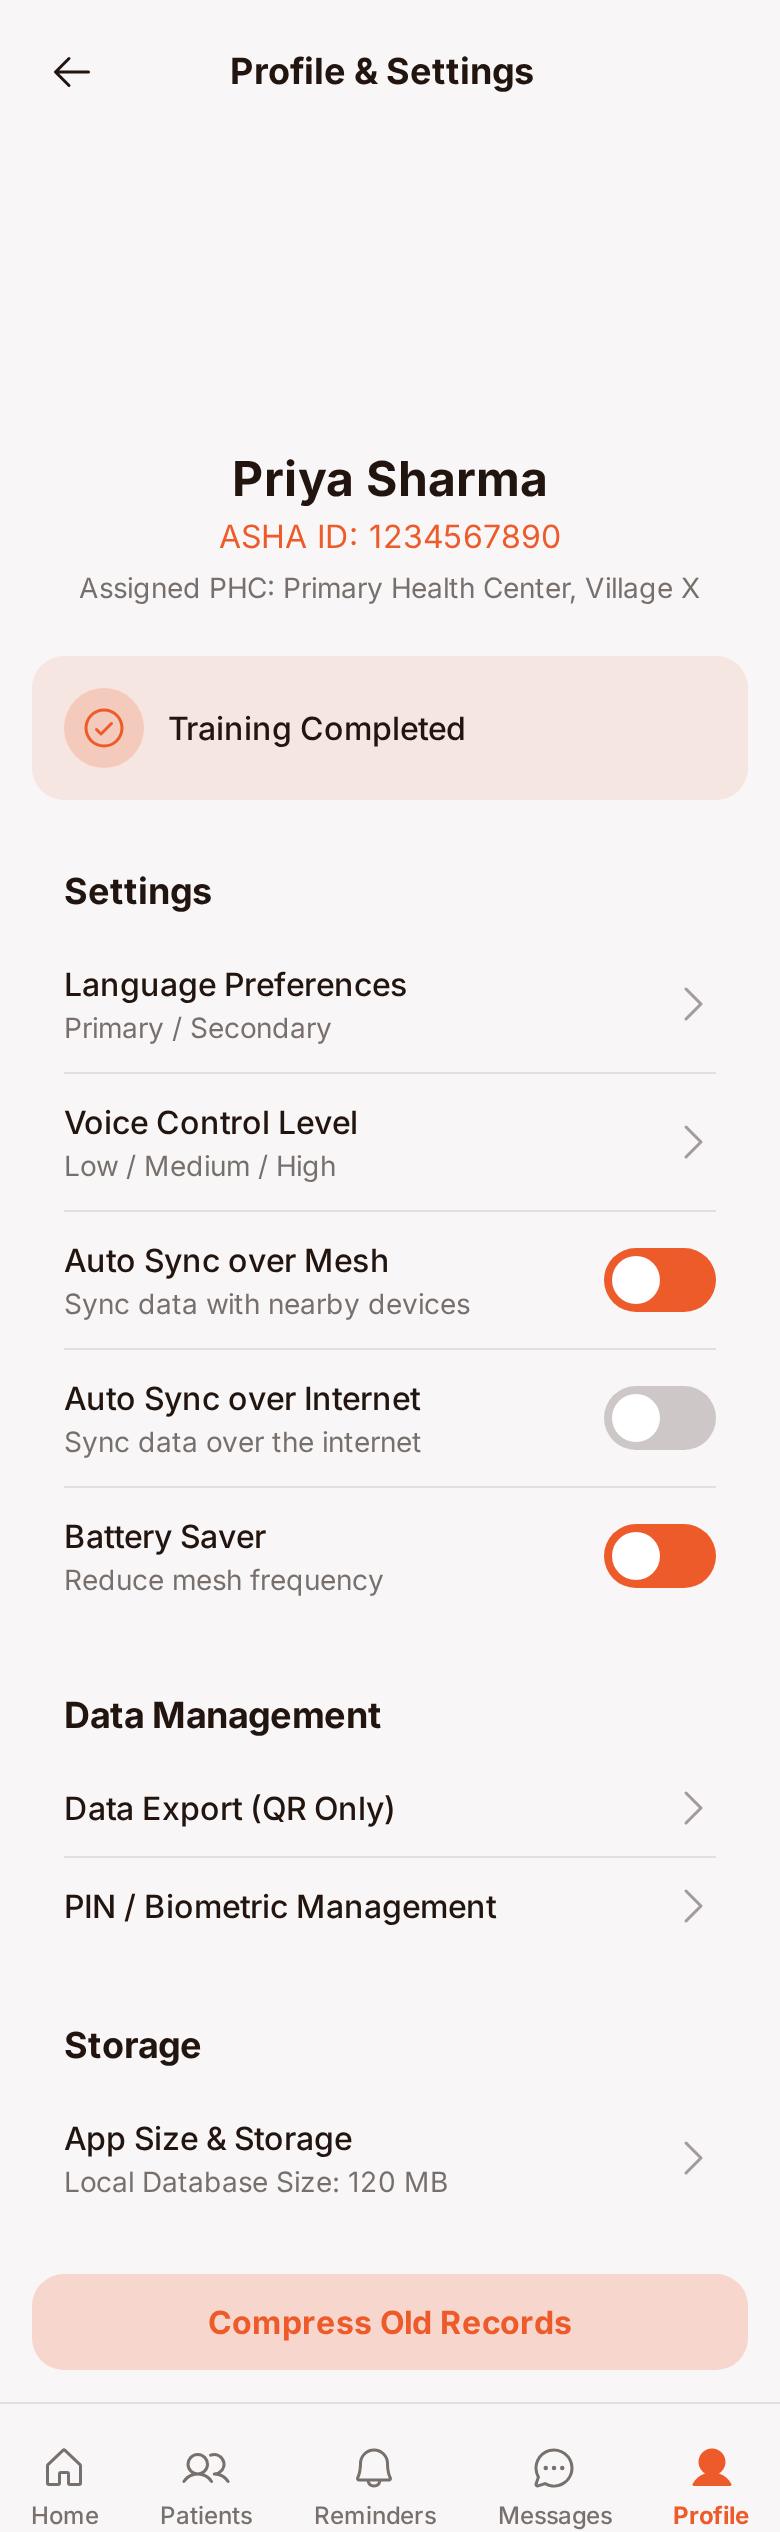 Profile & Settings
Priya Sharma
ASHA ID: 1234567890
Assigned PHC: Primary Health Center, Village X
Training Completed
Settings
Language Preferences
Primary / Secondary
Voice Control Level
Low / Medium / High
Auto Sync over Mesh
Sync data with nearby devices
Auto Sync over Internet
Sync data over the internet
Battery Saver
Reduce mesh frequency
Data Management
Data Export (QR Only)
PIN / Biometric Management
Storage
App Size & Storage
Local Database Size: 120 MB
Compress Old Records
Home Patients Reminders Messages Profile